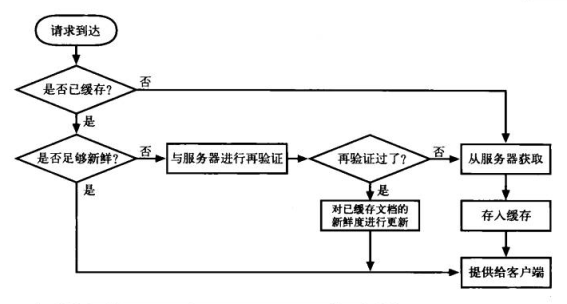 请求到达
是否已缓存?
否
是
是否足够新鲜?
否
与服务器进行再验证
再验证过了?
否
从服务器获取
是
是
对已缓存文档的
新鲜度进行更新
存入缓存
提供给客户端